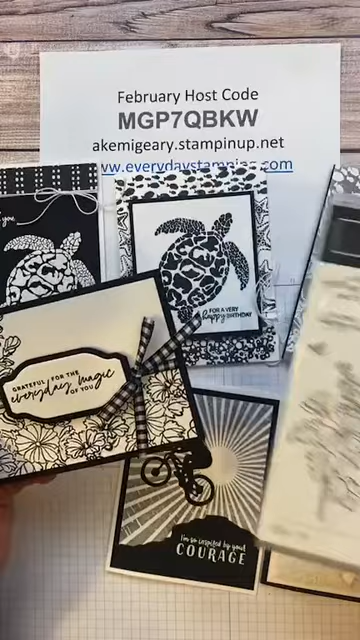 February Host Code
MGP7QBKW
akemigeary.stampinup.net
ww.everydaystamping.com
you.
FOR A VERY
happy BIRTHDAY
GRATEFUL FOR THE
everyday magic
OF YOU
I'm so inspired by your
COURAGE